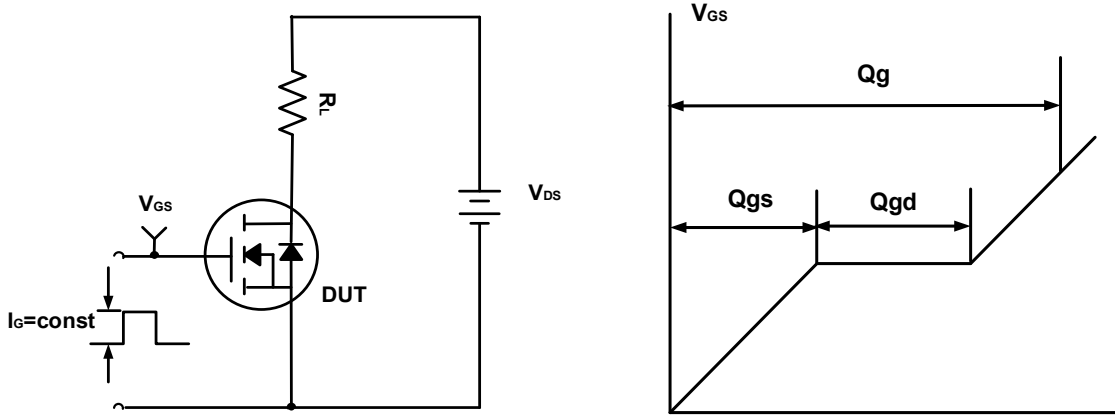 RL
VDS
VGS
DUT
IG=const
VGS
Qg
Qgs
Qgd